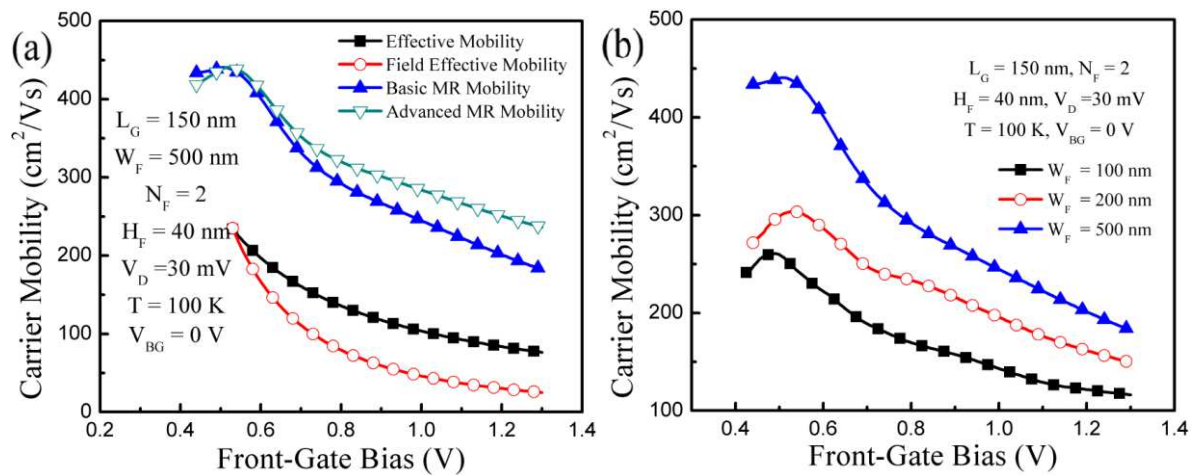 (a)
Effective Mobility
Field Effective Mobility
Basic MR Mobility
Advanced MR Mobility
L_G = 150 nm
W_F = 500 nm
N_F = 2
H_F = 40 nm
V_D =30 mV
T = 100 K
V_BG = 0 V
Carrier Mobility (cm²/Vs)
500
400
300
200
100
0
0.2 0.4 0.6 0.8 1.0 1.2 1.4
Front-Gate Bias (V)
(b)
L_G = 150 nm, N_F = 2
H_F = 40 nm, V_D =30 mV
T = 100 K, V_BG = 0 V
W_F = 100 nm
W_F = 200 nm
W_F = 500 nm
Carrier Mobility (cm²/Vs)
500
400
300
200
100
0.4 0.6 0.8 1.0 1.2 1.4
Front-Gate Bias (V)